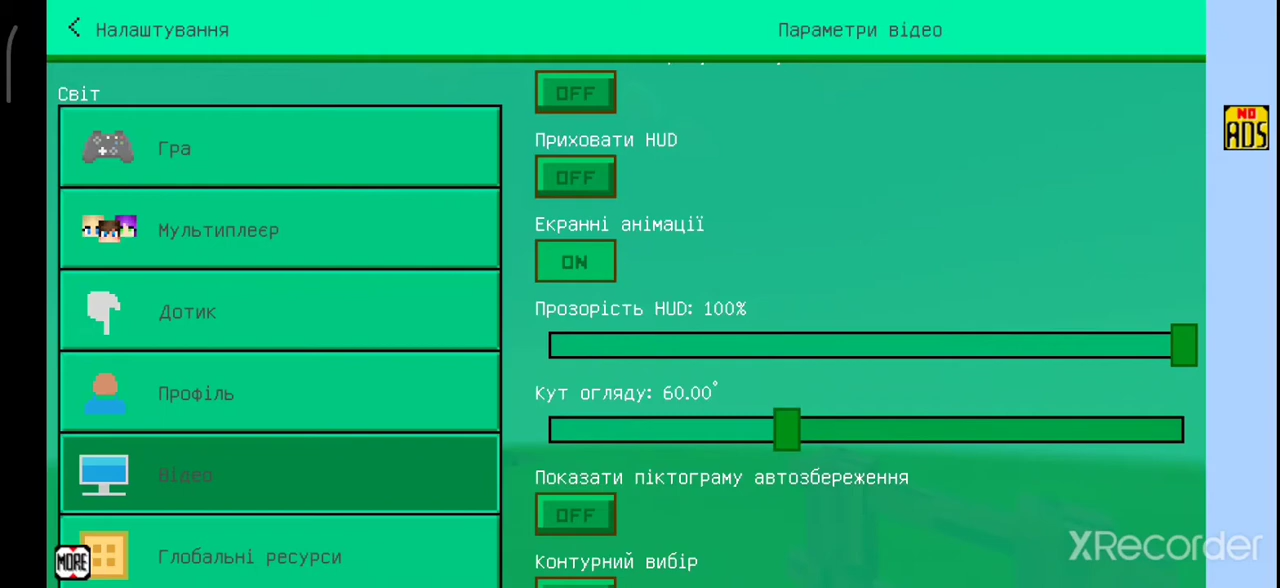 Налаштування
Параметри відео
Світ
OFF
NO
ADS
Гра
Приховати HUD
OFF
Мультиплеєр
Екранні анімації
ON
Дотик
Прозорість HUD: 100%
Профіль
Кут огляду: 60.00°
Відео
Показати піктограму автозбереження
OFF
Глобальні ресурси
MORE
Контурний вибір
XRecorder